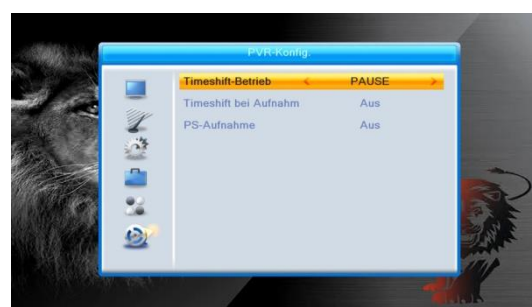 PVR-Konfig.
Timeshift-Betrieb < PAUSE >
Timeshift bei Aufnahm Aus
PS-Aufnahme Aus